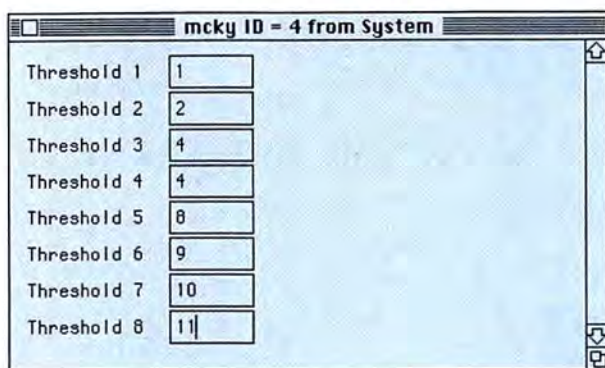 mcky ID = 4 from System
Threshold 1 1
Threshold 2 2
Threshold 3 4
Threshold 4 4
Threshold 5 8
Threshold 6 9
Threshold 7 10
Threshold 8 11